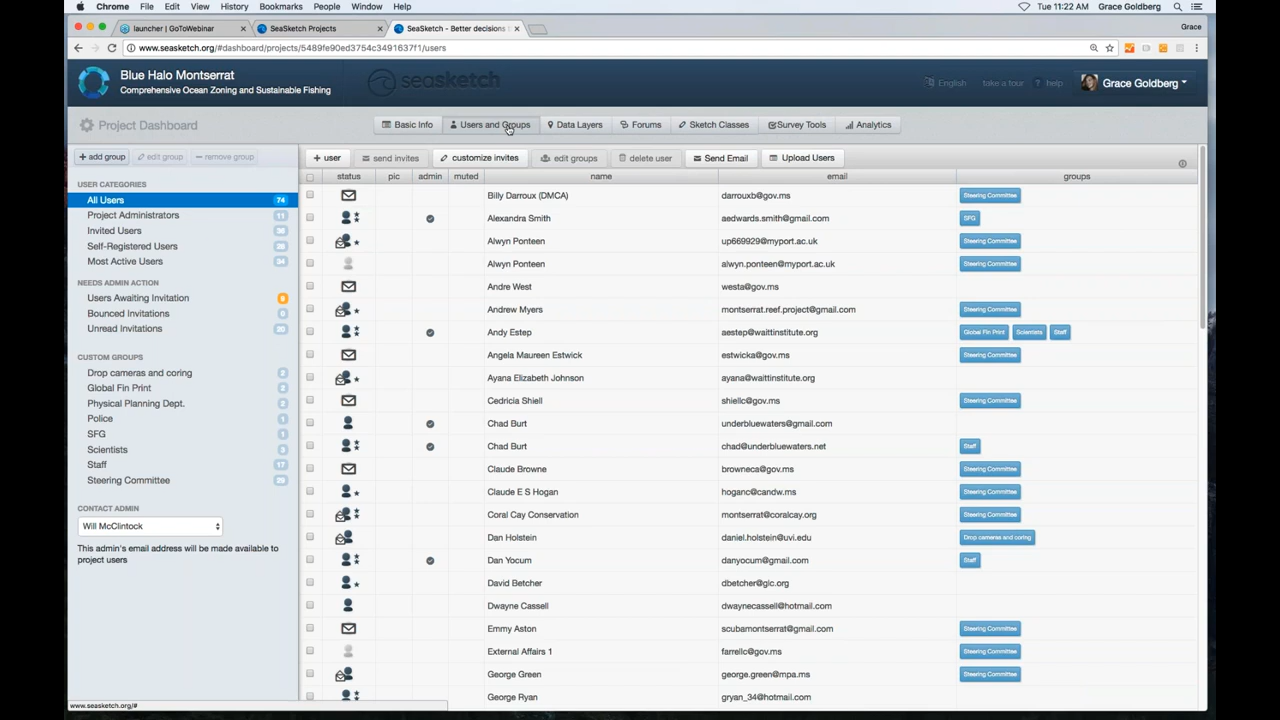 Chrome File Edit View History Bookmarks People Window Help Tue 11:22 AM Grace Goldberg
launcher | GoToWebinar SeaSketch Projects SeaSketch - Better decisions Grace
www.seasketch.org/#dashboard/projects/5489fe90ed3754c3491637f1/users
Blue Halo Montserrat
Comprehensive Ocean Zoning and Sustainable Fishing
seasketch English take a tour ? help Grace Goldberg
Project Dashboard Basic Info Users and Groups Data Layers Forums Sketch Classes Survey Tools Analytics
+ add group edit group − remove group + user send invites customize invites edit groups delete user Send Email Upload Users
status pic admin muted name email groups
USER CATEGORIES
All Users 74
Project Administrators 11
Invited Users
Self-Registered Users
Most Active Users
NEEDS ADMIN ACTION
Users Awaiting Invitation
Bounced Invitations
Unread Invitations
CUSTOM GROUPS
Drop cameras and coring
Global Fin Print
Physical Planning Dept.
Police
SFG
Scientists
Staff 17
Steering Committee
CONTACT ADMIN
Will McClintock
This admin's email address will be made available to
project users
Billy Darroux (DMCA) darrouxb@gov.ms Steering Committee
Alexandra Smith aedwards.smith@gmail.com SFG
Alwyn Ponteen up669929@myport.ac.uk Steering Committee
Alwyn Ponteen alwyn.ponteen@myport.ac.uk Steering Committee
Andre West westa@gov.ms
Andrew Myers montserrat.reef.project@gmail.com Steering Committee
Andy Estep aestep@waittinstitute.org Global Fin Print Scientists Staff
Angela Maureen Estwick estwicka@gov.ms Steering Committee
Ayana Elizabeth Johnson ayana@waittinstitute.org
Cedricia Shiell shiellc@gov.ms Steering Committee
Chad Burt underbluewaters@gmail.com
Chad Burt chad@underbluewaters.net Staff
Claude Browne browneca@gov.ms Steering Committee
Claude E S Hogan hoganc@candw.ms Steering Committee
Coral Cay Conservation montserrat@coralcay.org Steering Committee
Dan Holstein daniel.holstein@uvi.edu Drop cameras and coring
Dan Yocum danyocum@gmail.com Staff
David Betcher dbetcher@glc.org
Dwayne Cassell dwaynecassell@hotmail.com
Emmy Aston scubamontserrat@gmail.com Steering Committee
External Affairs 1 farrellc@gov.ms Steering Committee
George Green george.green@mpa.ms Steering Committee
George Ryan gryan_34@hotmail.com
www.seasketch.org/#